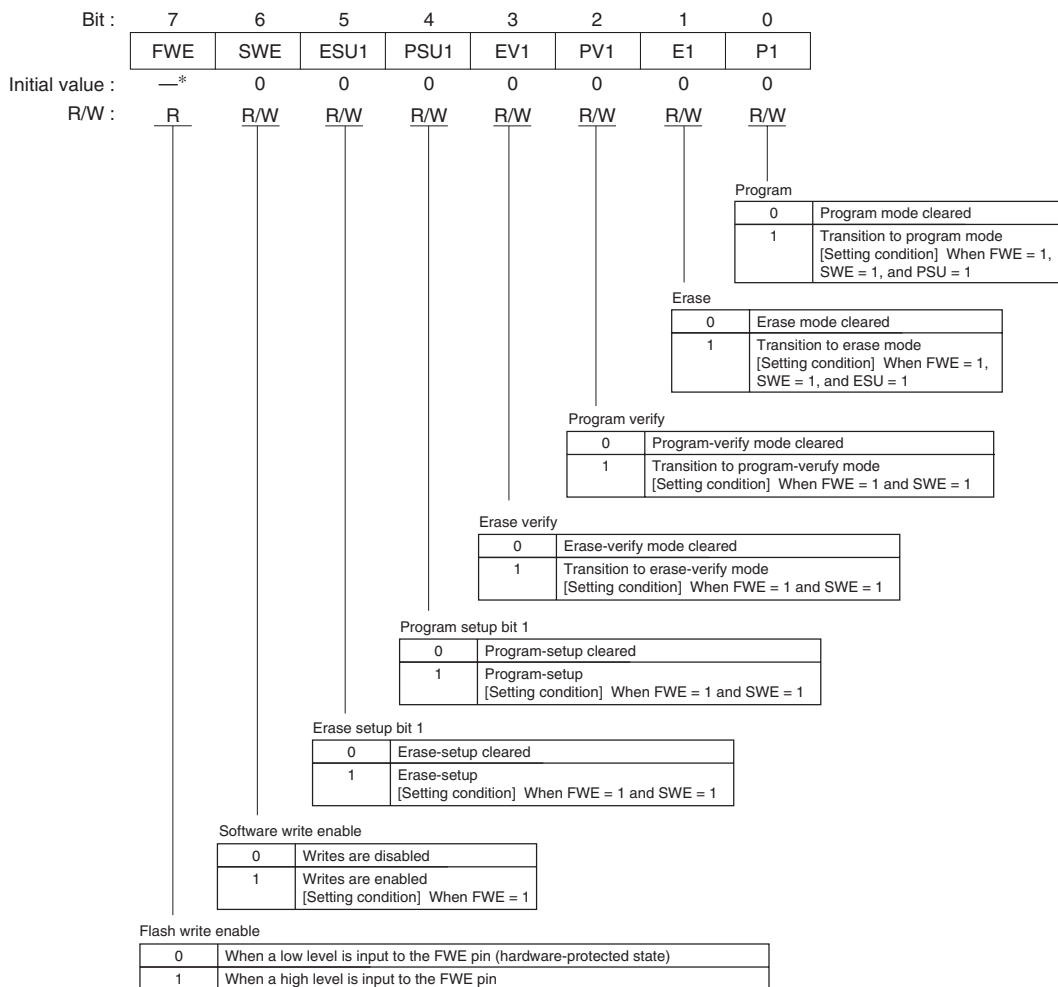 Bit : 7 6 5 4 3 2 1 0
FWE SWE ESU1 PSU1 EV1 PV1 E1 P1
Initial value : —* 0 0 0 0 0 0 0
R/W : R R/W R/W R/W R/W R/W R/W R/W
Program
0 Program mode cleared
1 Transition to program mode
[Setting condition] When FWE = 1,
SWE = 1, and PSU = 1
Erase
0 Erase mode cleared
1 Transition to erase mode
[Setting condition] When FWE = 1,
SWE = 1, and ESU = 1
Program verify
0 Program-verify mode cleared
1 Transition to program-verufy mode
[Setting condition] When FWE = 1 and SWE = 1
Erase verify
0 Erase-verify mode cleared
1 Transition to erase-verify mode
[Setting condition] When FWE = 1 and SWE = 1
Program setup bit 1
0 Program-setup cleared
1 Program-setup
[Setting condition] When FWE = 1 and SWE = 1
Erase setup bit 1
0 Erase-setup cleared
1 Erase-setup
[Setting condition] When FWE = 1 and SWE = 1
Software write enable
0 Writes are disabled
1 Writes are enabled
[Setting condition] When FWE = 1
Flash write enable
0 When a low level is input to the FWE pin (hardware-protected state)
1 When a high level is input to the FWE pin